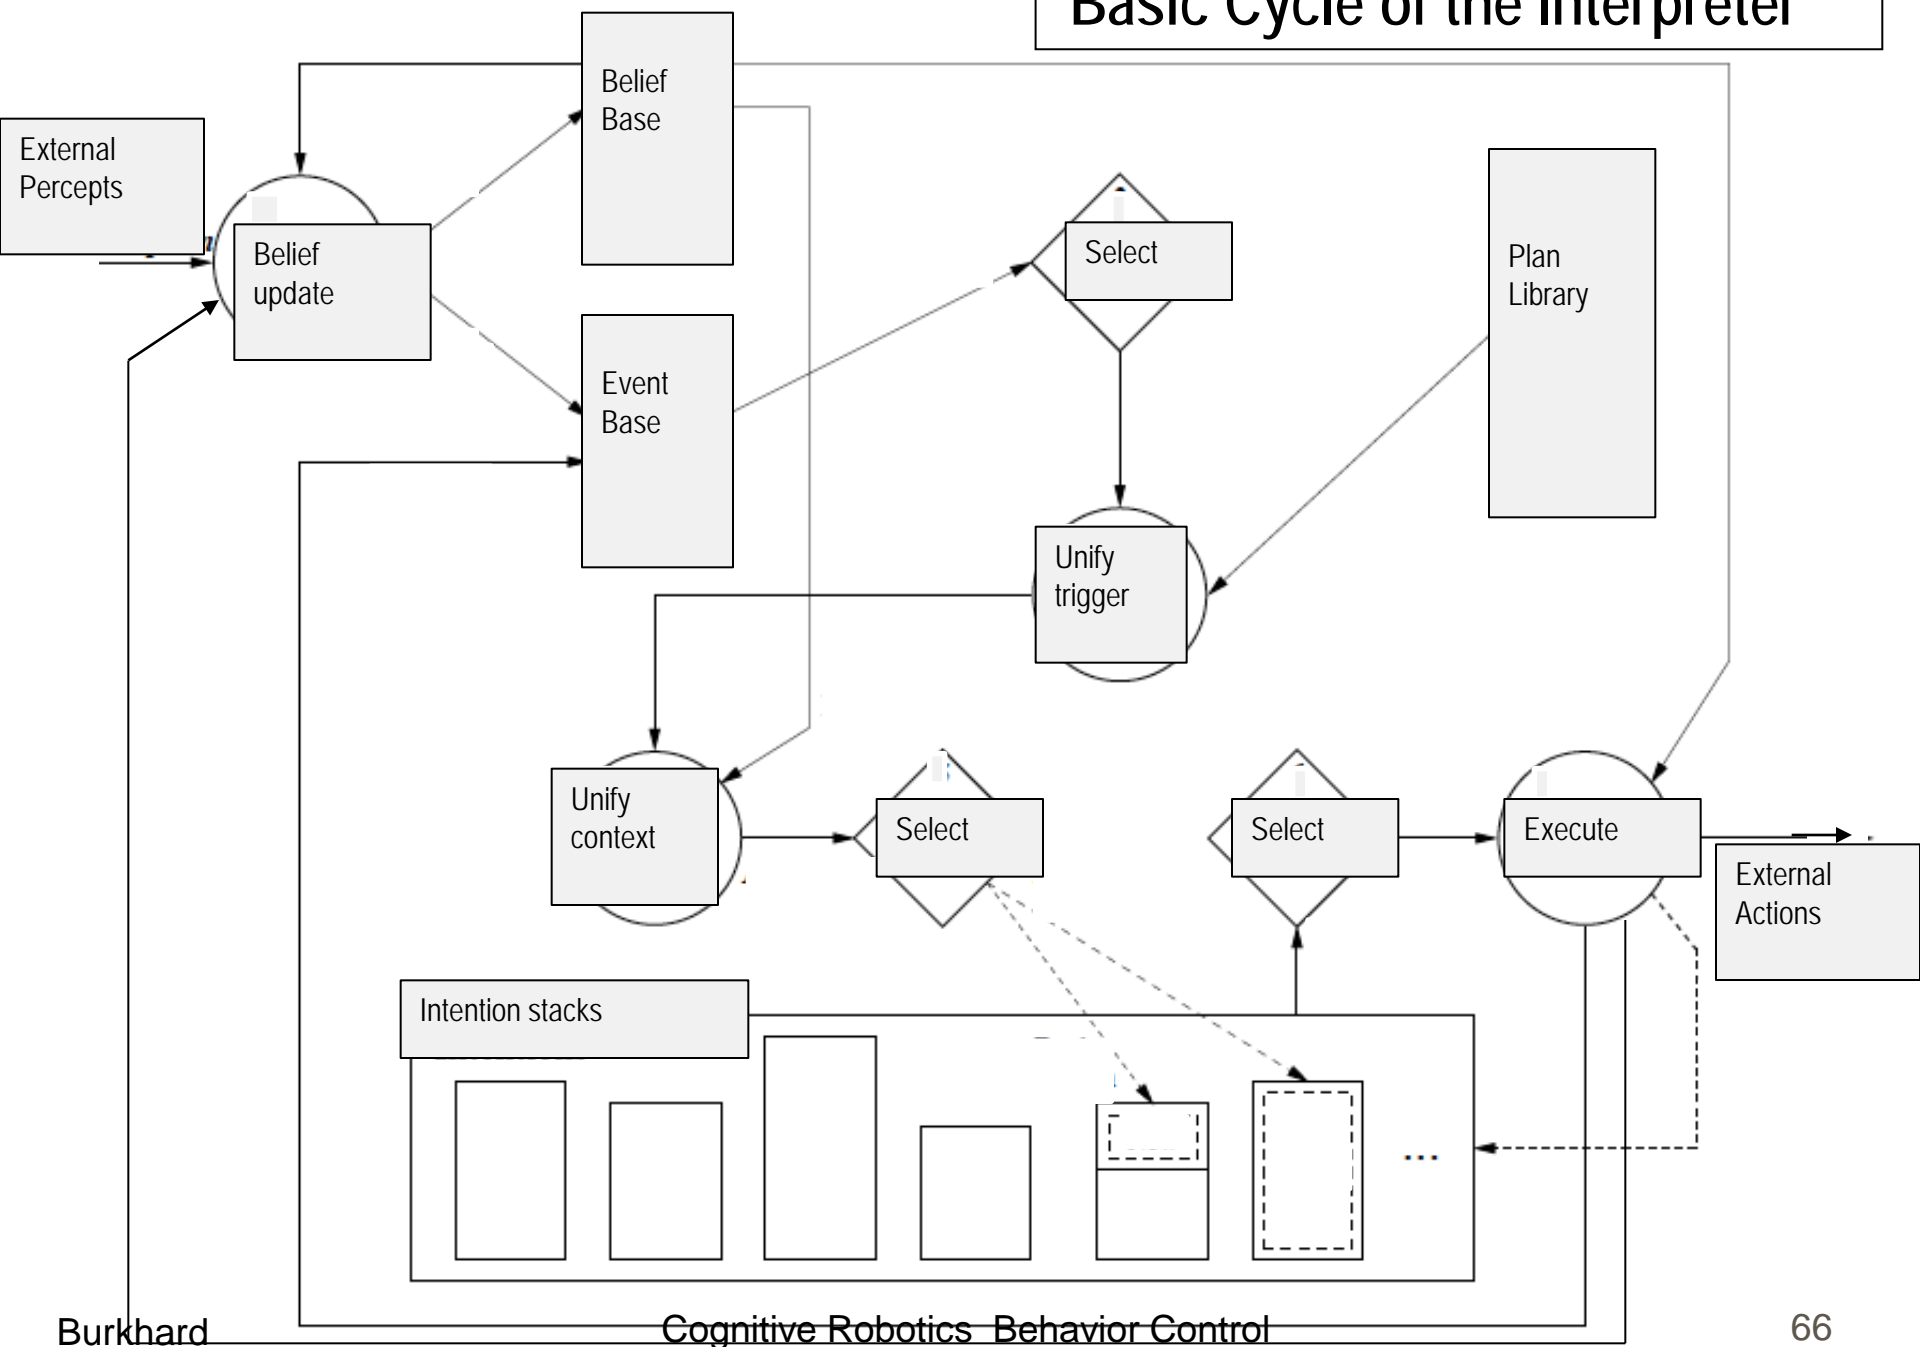 Basic Cycle of the Interpreter
Belief
Base
External
Percepts
Belief
update
Select
Plan
Library
Event
Base
Unify
trigger
Unify
context
Select
Select
Execute
External
Actions
Intention stacks
...
Burkhard
Cognitive Robotics Behavior Control
66